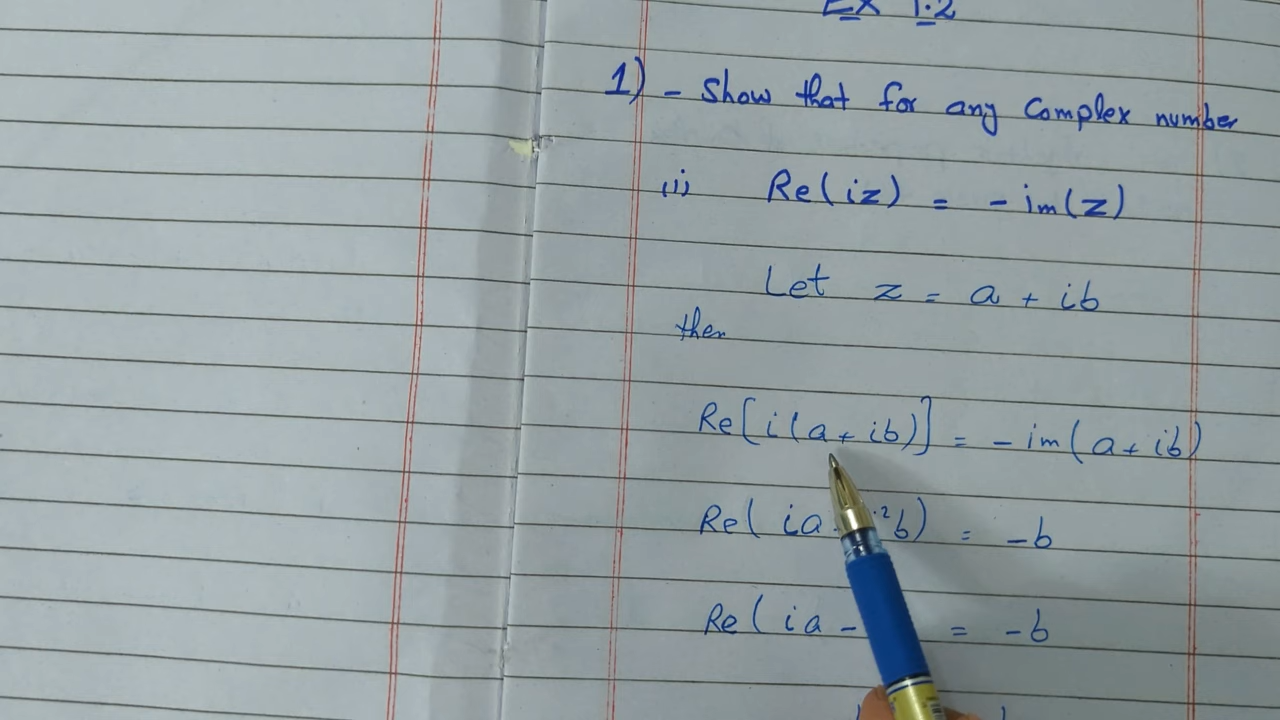 Ex 1.2
1) - Show that for any Complex number
(i) Re(iz) = -im(z)
Let z = a + ib
then
Re[i(a+ib)] = -im(a+ib)
Re(ia ²b) = -b
Re(ia - = -b